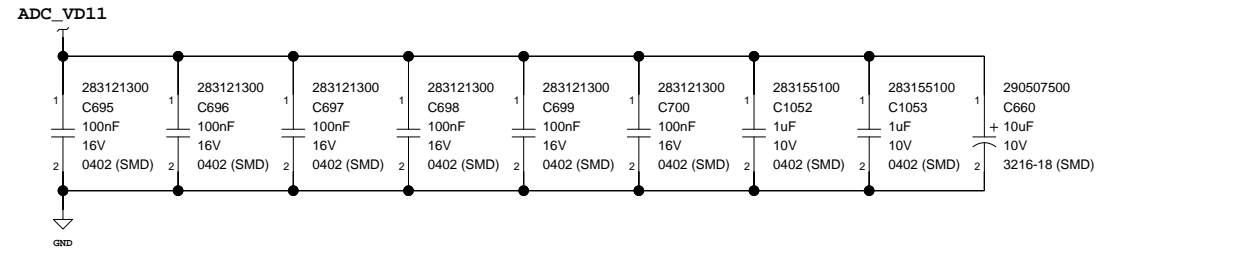 ADC_VD11
1
283121300
C695
100nF
16V
0402 (SMD)
2
1
283121300
C696
100nF
16V
0402 (SMD)
2
1
283121300
C697
100nF
16V
0402 (SMD)
2
1
283121300
C698
100nF
16V
0402 (SMD)
2
1
283121300
C699
100nF
16V
0402 (SMD)
2
1
283121300
C700
100nF
16V
0402 (SMD)
2
1
283155100
C1052
1uF
10V
0402 (SMD)
2
1
283155100
C1053
1uF
10V
0402 (SMD)
2
1
290507500
C660
+ 10uF
10V
3216-18 (SMD)
2
GND